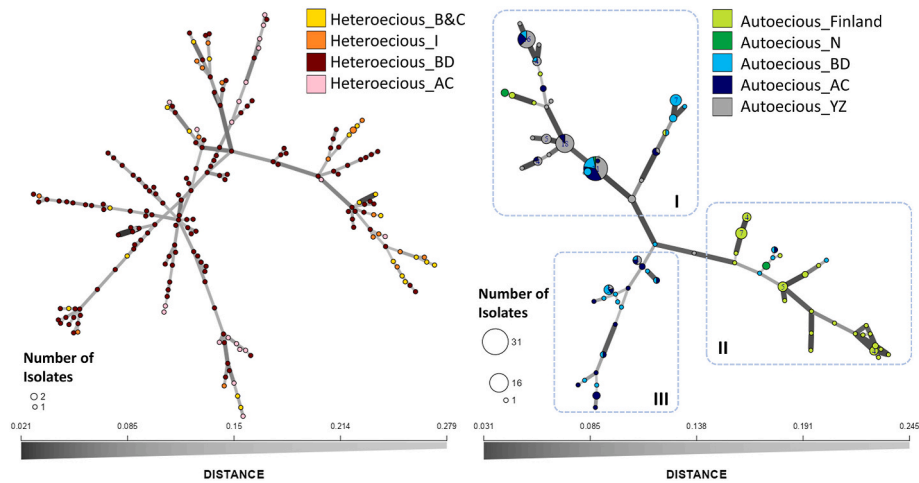 Heteroecious_B&C
Heteroecious_I
Heteroecious_BD
Heteroecious_AC
Number of
Isolates
2
1
0.021
0.085
0.15
0.214
0.279
DISTANCE
Autoecious_Finland
Autoecious_N
Autoecious_BD
Autoecious_AC
Autoecious_YZ
I
II
III
Number of
Isolates
31
16
1
0.031
0.085
0.138
0.191
0.245
DISTANCE